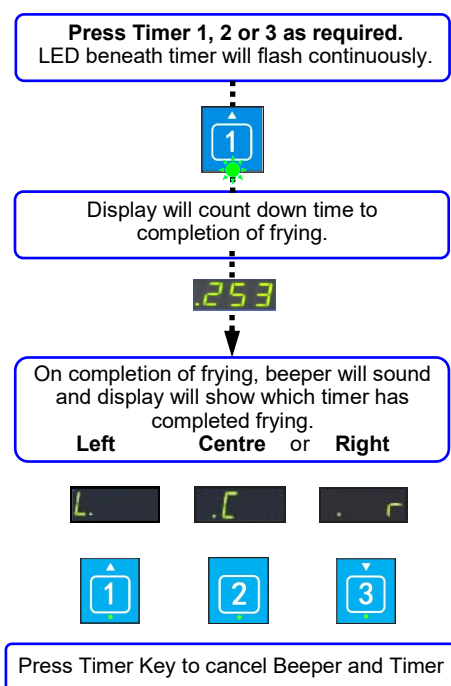 Press Timer 1, 2 or 3 as required.
LED beneath timer will flash continuously.
1
Display will count down time to
completion of frying.
.253
On completion of frying, beeper will sound
and display will show which timer has
completed frying.
Left Centre or Right
L. .C . r
1 2 3
Press Timer Key to cancel Beeper and Timer